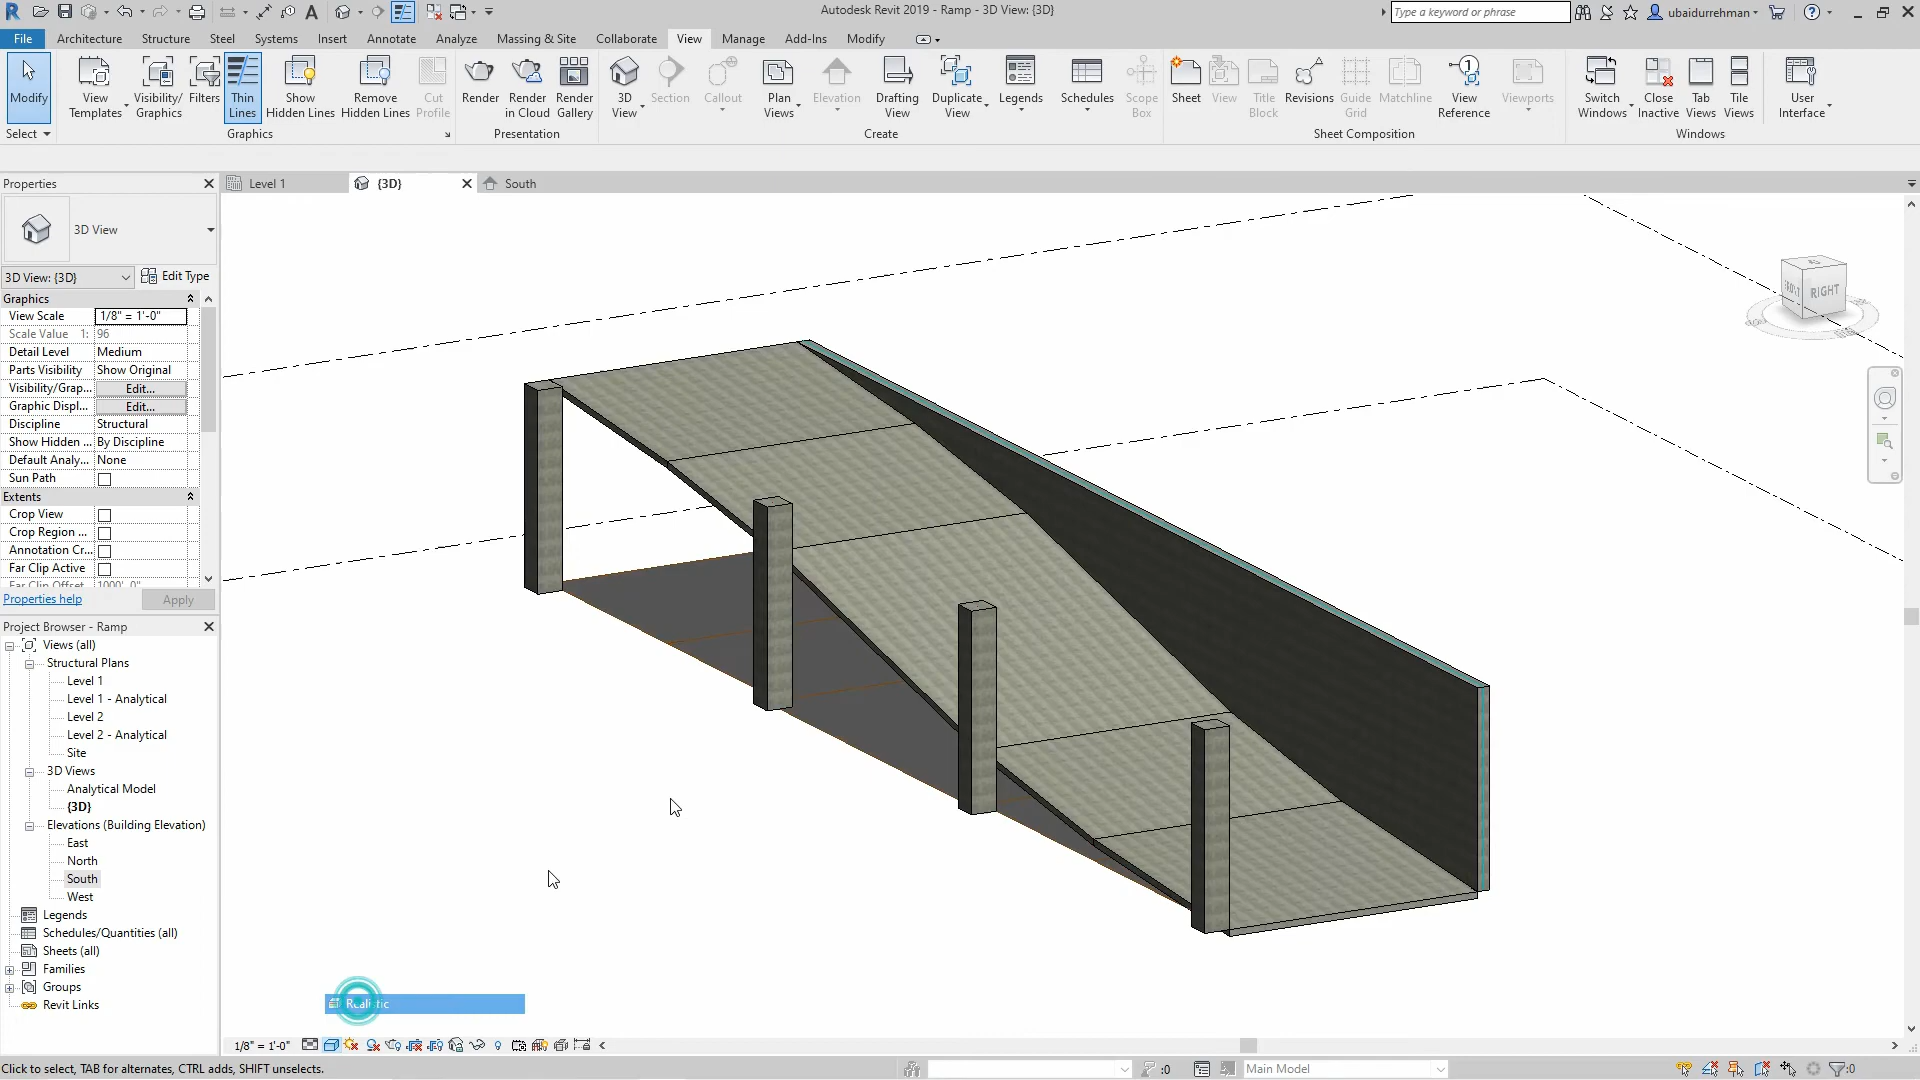 Autodesk Revit 2019 - Ramp - 3D View: {3D}
Type a keyword or phrase
ubaidurrehman
File Architecture Structure Steel Systems Insert Annotate Analyze Massing & Site Collaborate View Manage Add-Ins Modify
Modify
View Templates
Visibility/ Graphics
Filters
Thin Lines
Show Hidden Lines
Remove Hidden Lines
Cut Profile
Render
Render in Cloud
Render Gallery
3D View
Section
Callout
Plan Views
Elevation
Drafting View
Duplicate View
Legends
Schedules
Scope Box
Sheet
View
Title Block
Revisions
Guide Grid
Matchline
View Reference
Viewports
Switch Windows
Close Inactive
Tab Views
Tile Views
User Interface
Select Graphics Presentation Create Sheet Composition Windows
Properties
Level 1 {3D} South
3D View
3D View: {3D} Edit Type
Graphics
View Scale 1/8" = 1'-0"
Scale Value 1: 96
Detail Level Medium
Parts Visibility Show Original
Visibility/Grap... Edit...
Graphic Displ... Edit...
Discipline Structural
Show Hidden ... By Discipline
Default Analy... None
Sun Path
Extents
Crop View
Crop Region ...
Annotation Cr...
Far Clip Active
Far Clip Offset 1000' 0"
Properties help Apply
Project Browser - Ramp
Views (all)
Structural Plans
Level 1
Level 1 - Analytical
Level 2
Level 2 - Analytical
Site
3D Views
Analytical Model
{3D}
Elevations (Building Elevation)
East
North
South
West
Legends
Schedules/Quantities (all)
Sheets (all)
Families
Groups
Revit Links
RIGHT
Realistic
1/8" = 1'-0"
Click to select, TAB for alternates, CTRL adds, SHIFT unselects.
:0
Main Model
:0